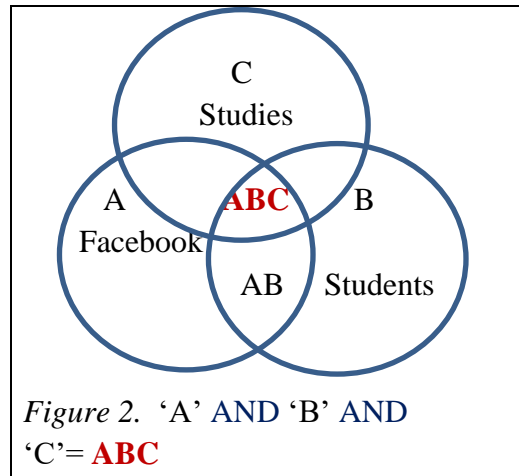 C
Studies
A
ABC
B
Facebook
AB
Students
Figure 2. ‘A’ AND ‘B’ AND
‘C’= ABC